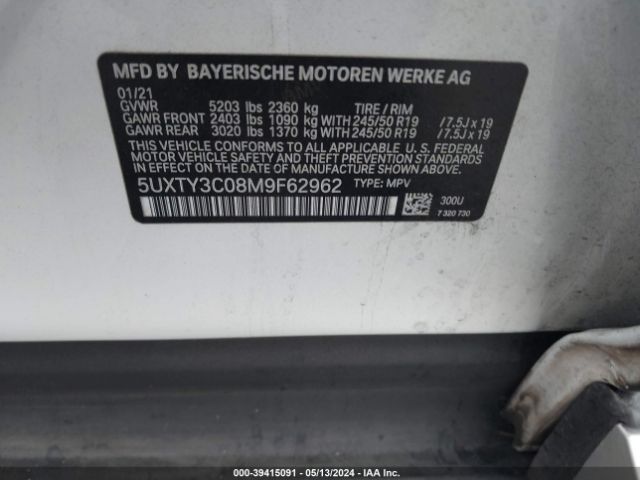 MFD BY BAYERISCHE MOTOREN WERKE AG
01/21
GVWR 5203 lbs 2360 kg TIRE / RIM
GAWR FRONT 2403 lbs 1090 kg WITH 245/50 R19 / 7.5J x 19
GAWR REAR 3020 lbs 1370 kg WITH 245/50 R19 / 7.5J x 19
THIS VEHICLE CONFORMS TO ALL APPLICABLE U. S. FEDERAL
MOTOR VEHICLE SAFETY, BUMPER, AND THEFT PREVENTION STANDARDS
IN EFFECT ON THE DATE OF MANUFACTURE SHOWN ABOVE.
5UXTY3C08M9F62962 TYPE: MPV
300U
7 320 730
000-39415091 - 05/13/2024 - IAA Inc.